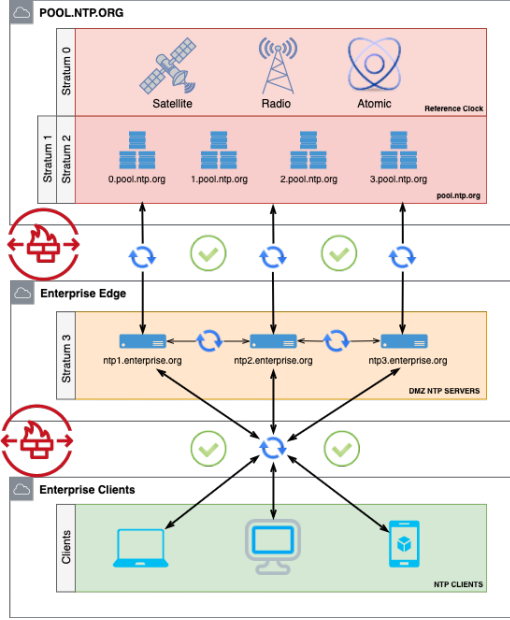 POOL.NTP.ORG
Stratum 0
Satellite
Radio
Atomic
Reference Clock
Stratum 1
Stratum 2
0.pool.ntp.org
1.pool.ntp.org
2.pool.ntp.org
3.pool.ntp.org
pool.ntp.org
Enterprise Edge
Stratum 3
ntp1.enterprise.org
ntp2.enterprise.org
ntp3.enterprise.org
DMZ NTP SERVERS
Enterprise Clients
Clients
NTP CLIENTS